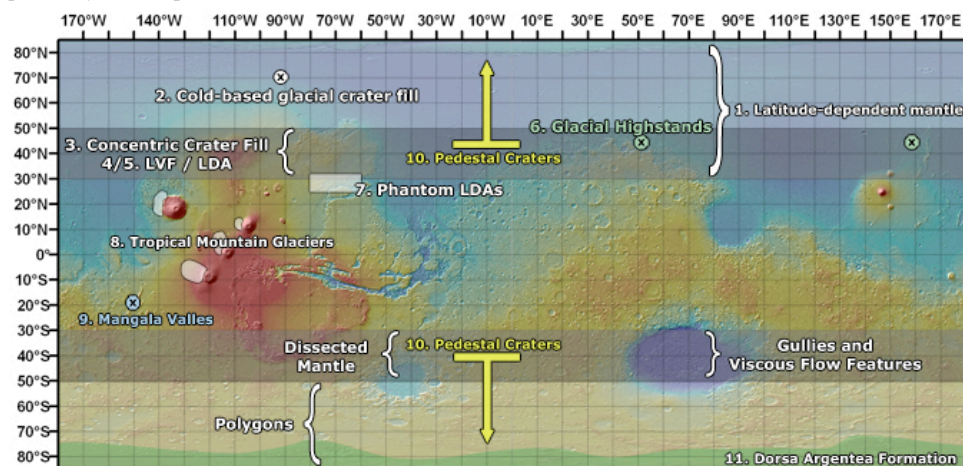 170°W 140°W 110°W 70°W 40°W 10°W 10°E 30°E 50°E 70°E 90°E 110°E 130°E 150°E 170°E
80°N
70°N
60°N
50°N
40°N
30°N
20°N
10°N
0°
10°S
20°S
30°S
40°S
50°S
60°S
70°S
80°S
2. Cold-based glacial crater fill
1. Latitude-dependent mantle
6. Glacial Highstands
3. Concentric Crater Fill
4/5. LVF / LDA
10. Pedestal Craters
7. Phantom LDAs
8. Tropical Mountain Glaciers
9. Mangala Valles
Dissected
Mantle
10. Pedestal Craters
Gullies and
Viscous Flow Features
Polygons
11. Dorsa Argentea Formation